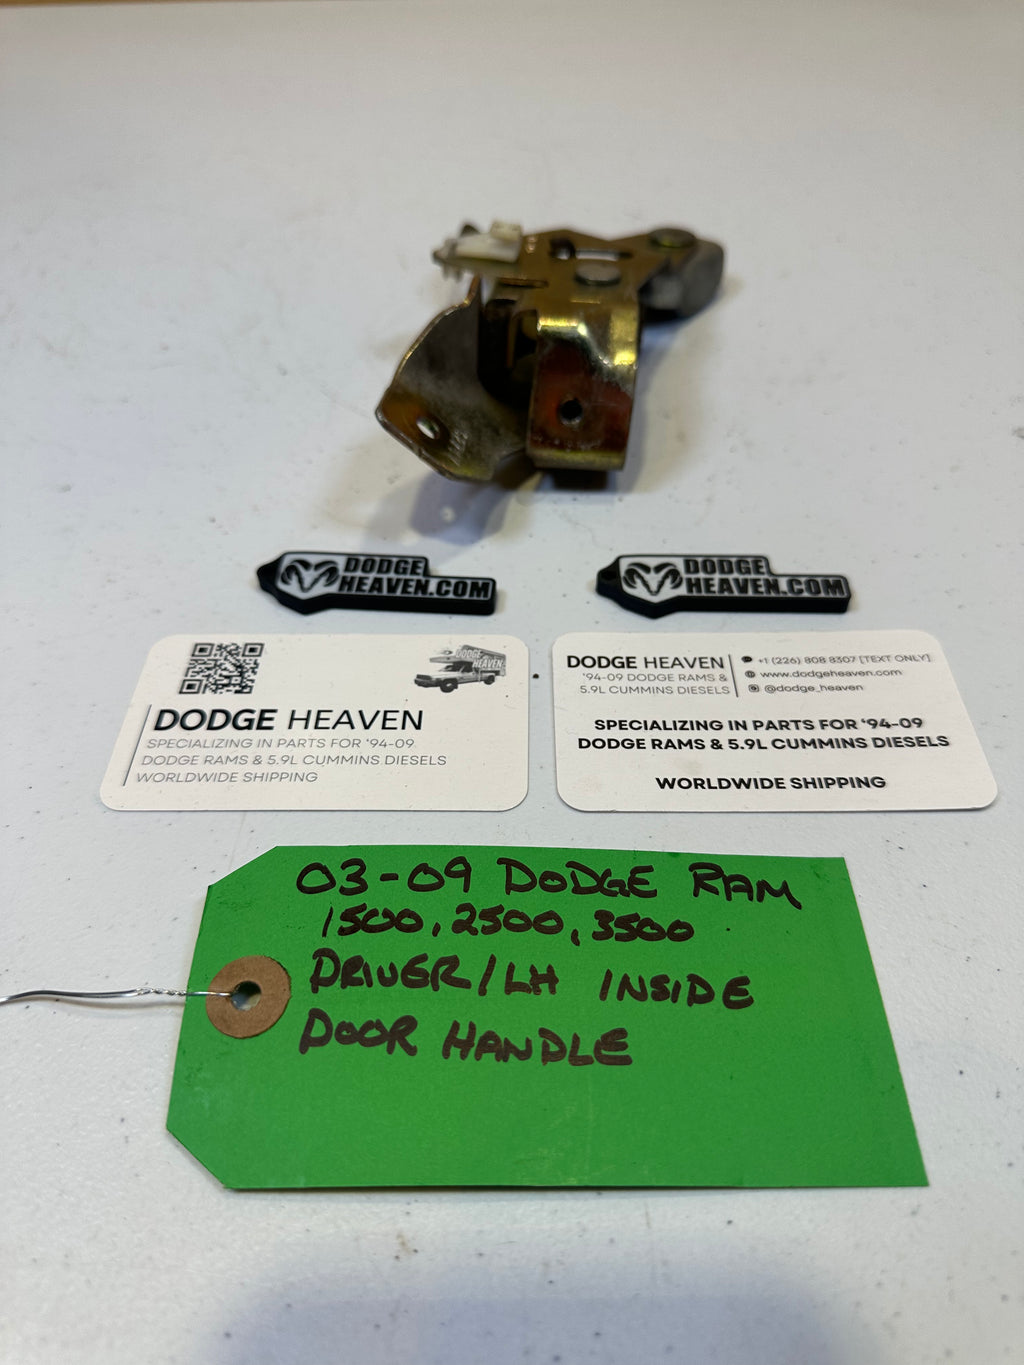 DODGE
HEAVEN.COM
DODGE
HEAVEN.COM
DODGE
HEAVEN
DODGE HEAVEN
SPECIALIZING IN PARTS FOR '94-09
DODGE RAMS & 5.9L CUMMINS DIESELS
WORLDWIDE SHIPPING
DODGE HEAVEN
'94-09 DODGE RAMS &
5.9L CUMMINS DIESELS
+1 (226) 808 8307 [TEXT ONLY]
www.dodgeheaven.com
@dodge_heaven
SPECIALIZING IN PARTS FOR '94-09
DODGE RAMS & 5.9L CUMMINS DIESELS
WORLDWIDE SHIPPING
03-09 DODGE RAM
1500, 2500, 3500
DRIVER/LH INSIDE
DOOR HANDLE